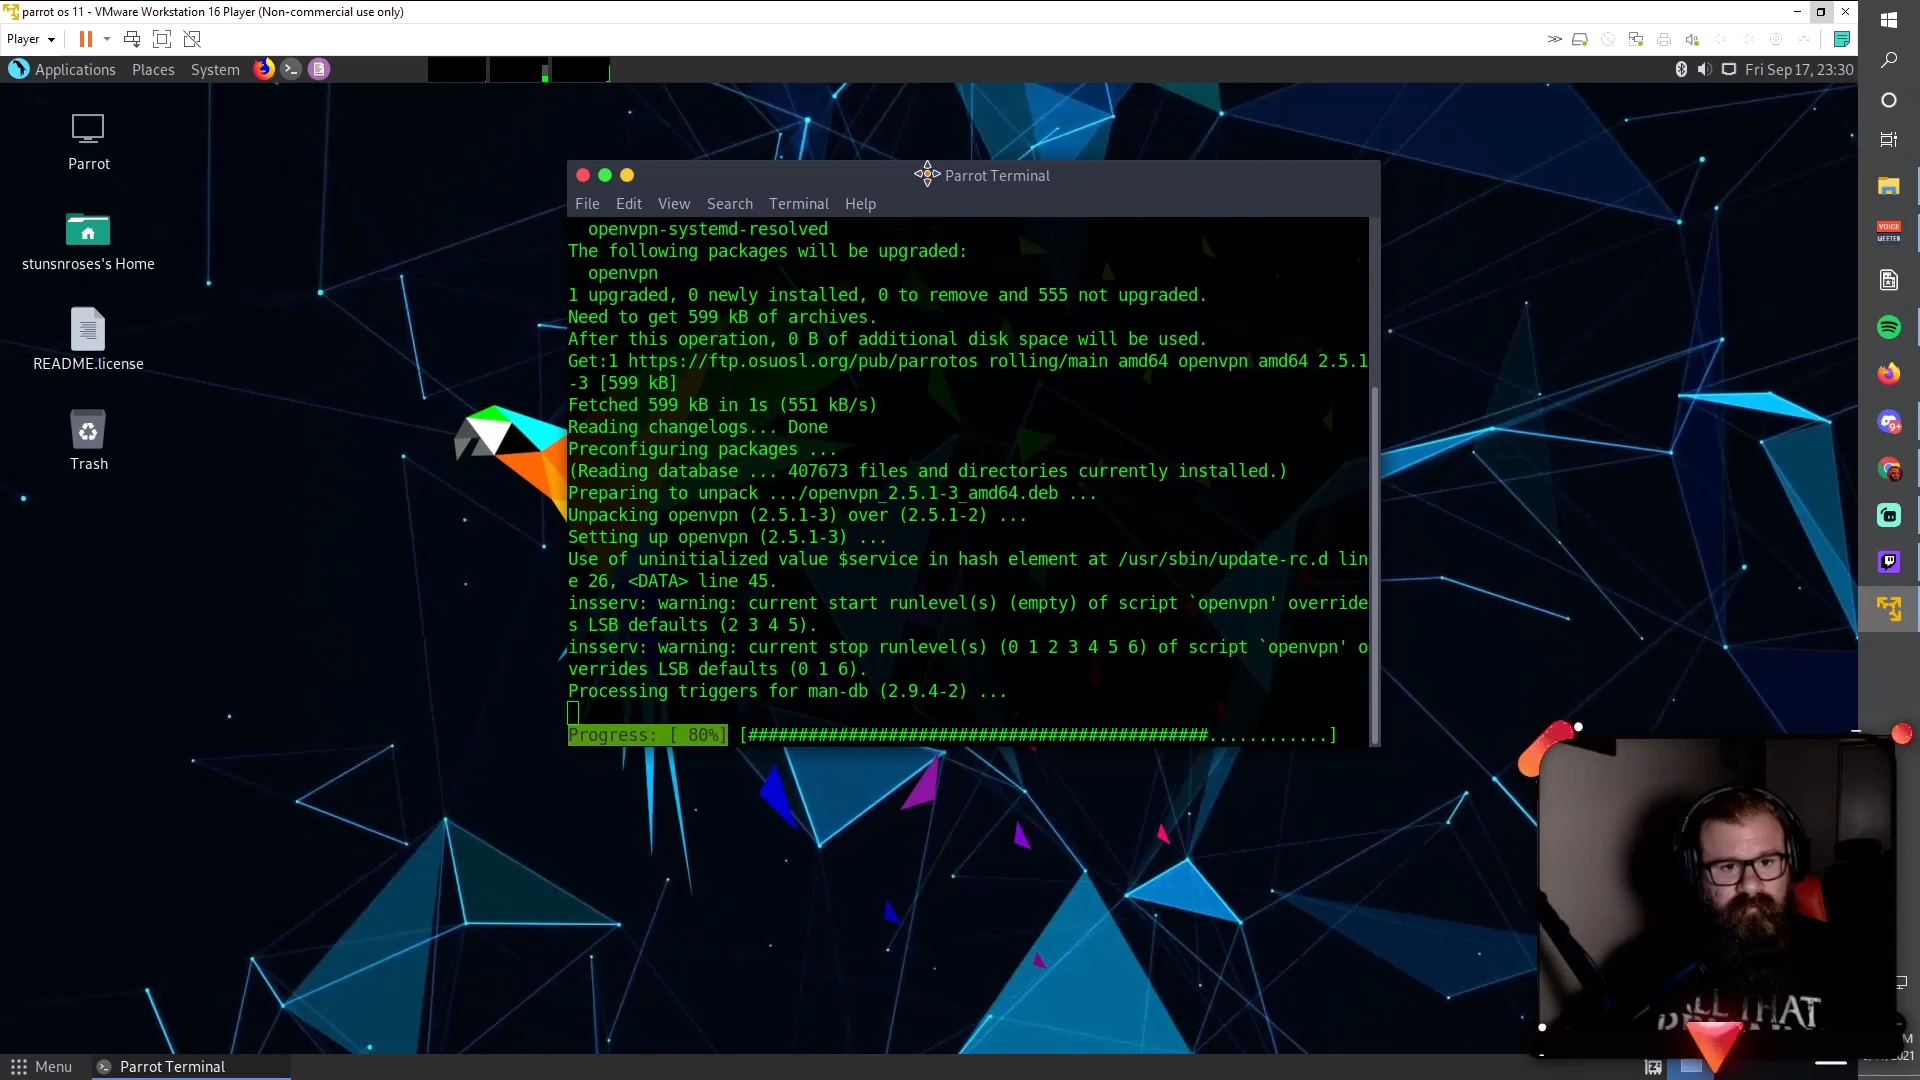 parrot os 11 - VMware Workstation 16 Player (Non-commercial use only)
Player
Applications Places System
Fri Sep 17, 23:30
Parrot
stunsnroses's Home
README.license
Trash
Parrot Terminal
File Edit View Search Terminal Help
openvpn-systemd-resolved
The following packages will be upgraded:
openvpn
1 upgraded, 0 newly installed, 0 to remove and 555 not upgraded.
Need to get 599 kB of archives.
After this operation, 0 B of additional disk space will be used.
Get:1 https://ftp.osuosl.org/pub/parrotos rolling/main amd64 openvpn amd64 2.5.1
-3 [599 kB]
Fetched 599 kB in 1s (551 kB/s)
Reading changelogs... Done
Preconfiguring packages ...
(Reading database ... 407673 files and directories currently installed.)
Preparing to unpack .../openvpn_2.5.1-3_amd64.deb ...
Unpacking openvpn (2.5.1-3) over (2.5.1-2) ...
Setting up openvpn (2.5.1-3) ...
Use of uninitialized value $service in hash element at /usr/sbin/update-rc.d lin
e 26, <DATA> line 45.
insserv: warning: current start runlevel(s) (empty) of script `openvpn' override
s LSB defaults (2 3 4 5).
insserv: warning: current stop runlevel(s) (0 1 2 3 4 5 6) of script `openvpn' o
verrides LSB defaults (0 1 6).
Processing triggers for man-db (2.9.4-2) ...
Progress: [ 80%] [##############################################............]
VOICE
MEETER
9+
THAT
Menu
Parrot Terminal